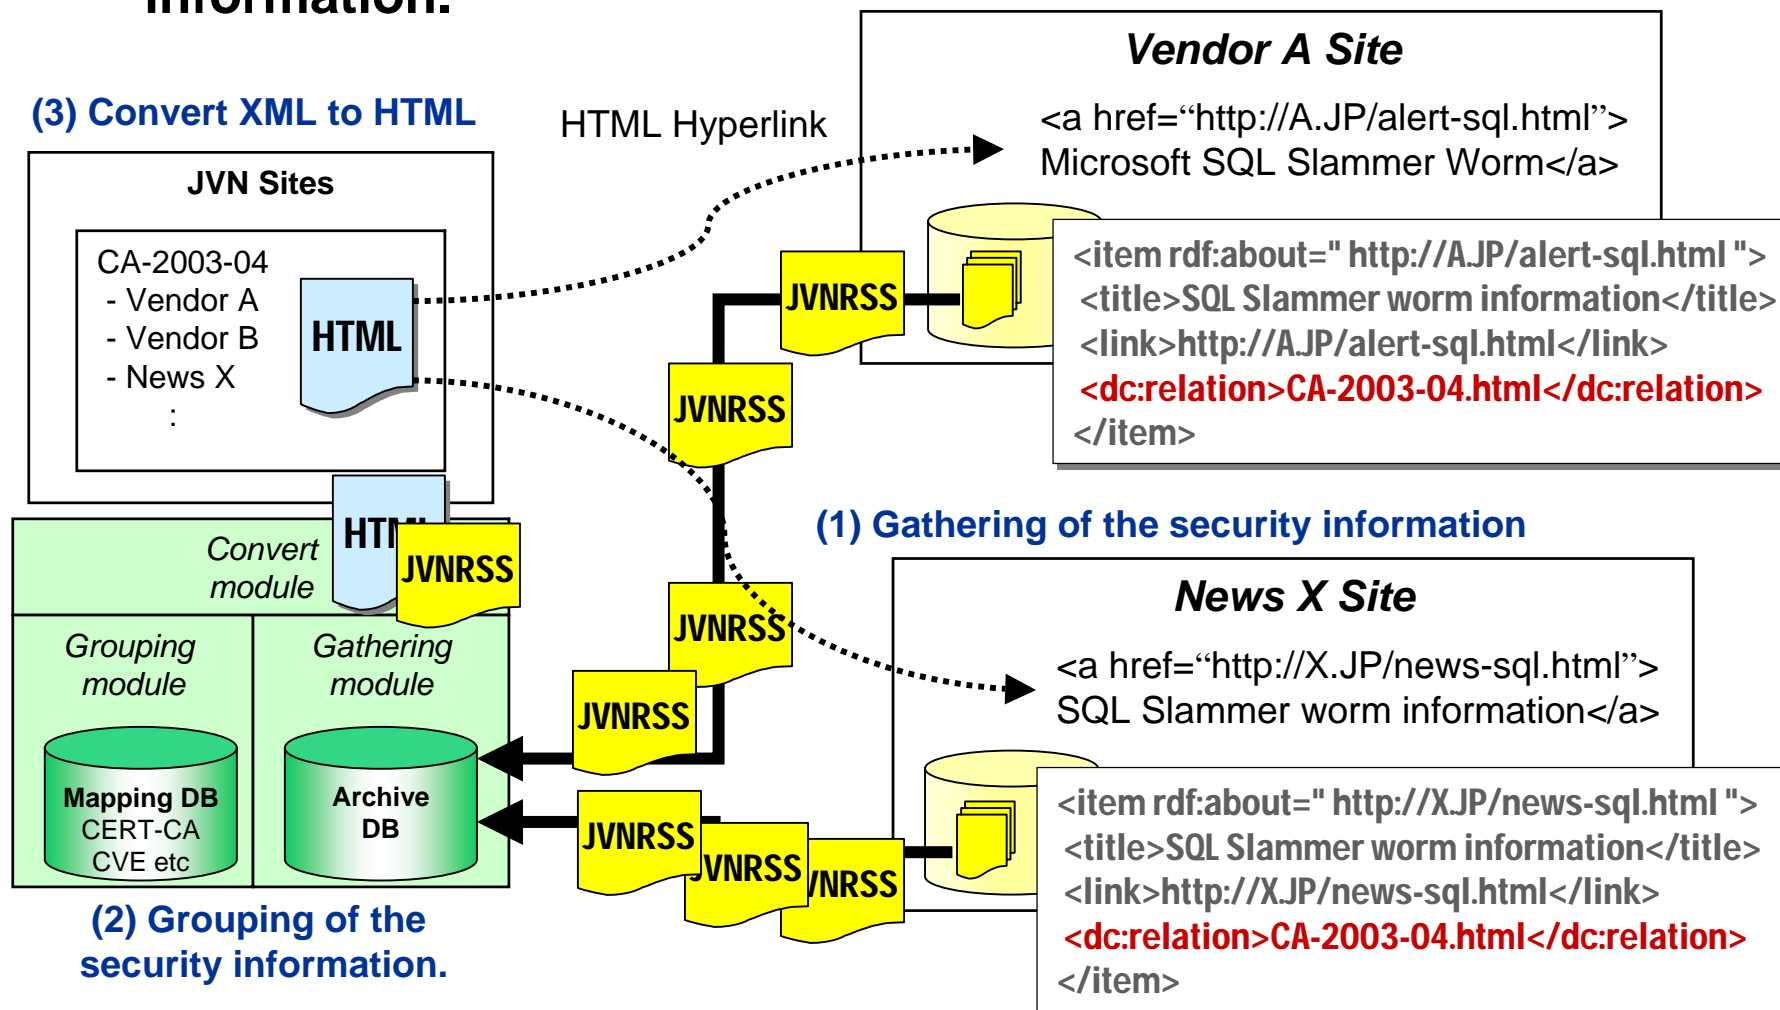 information.
(3) Convert XML to HTML
JVN Sites
CA-2003-04
- Vendor A
- Vendor B
- News X
:
HTML
HTML Hyperlink
Vendor A Site
<a href=“http://A.JP/alert-sql.html”>
Microsoft SQL Slammer Worm</a>
<item rdf:about=" http://A.JP/alert-sql.html ">
<title>SQL Slammer worm information</title>
<link>http://A.JP/alert-sql.html</link>
<dc:relation>CA-2003-04.html</dc:relation>
</item>
JVNRSS
JVNRSS
(1) Gathering of the security information
HTML
JVNRSS
Convert
module
Grouping
module
Gathering
module
Mapping DB
CERT-CA
CVE etc
Archive
DB
(2) Grouping of the
security information.
JVNRSS
JVNRSS
JVNRSS
JVNRSS
JVNRSS
News X Site
<a href=“http://X.JP/news-sql.html”>
SQL Slammer worm information</a>
<item rdf:about=" http://X.JP/news-sql.html ">
<title>SQL Slammer worm information</title>
<link>http://X.JP/news-sql.html</link>
<dc:relation>CA-2003-04.html</dc:relation>
</item>